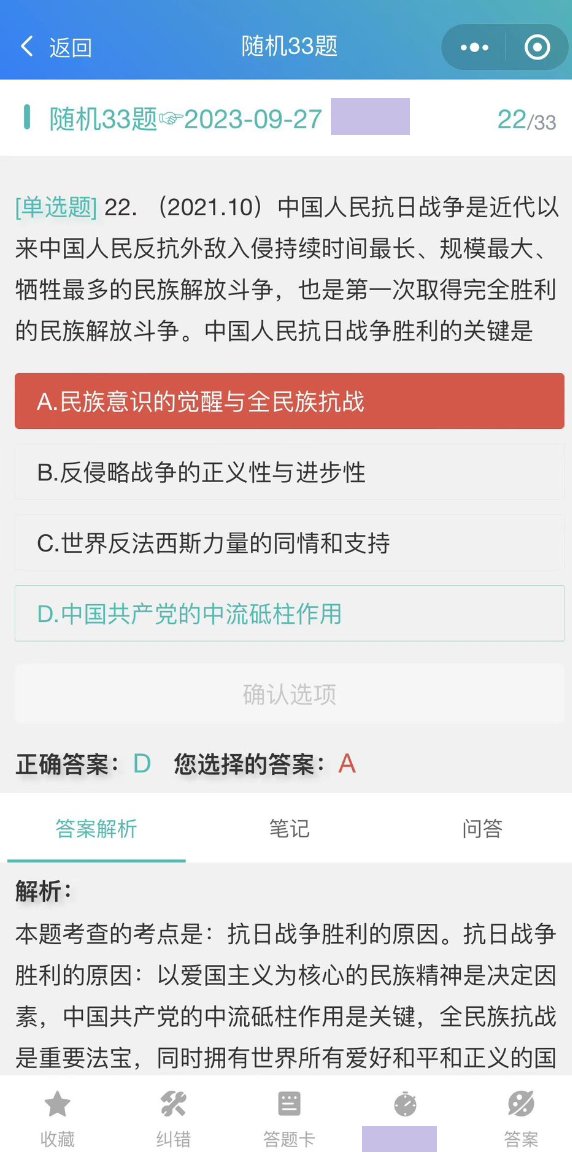 返回
随机33题
随机33题👉2023-09-27
22/33
[单选题] 22. （2021.10）中国人民抗日战争是近代以
来中国人民反抗外敌入侵持续时间最长、规模最大、
牺牲最多的民族解放斗争，也是第一次取得完全胜利
的民族解放斗争。中国人民抗日战争胜利的关键是
A.民族意识的觉醒与全民族抗战
B.反侵略战争的正义性与进步性
C.世界反法西斯力量的同情和支持
D.中国共产党的中流砥柱作用
确认选项
正确答案：D 您选择的答案：A
答案解析 笔记 问答
解析：
本题考查的考点是：抗日战争胜利的原因。抗日战争
胜利的原因：以爱国主义为核心的民族精神是决定因
素，中国共产党的中流砥柱作用是关键，全民族抗战
是重要法宝，同时拥有世界所有爱好和平和正义的国
收藏 纠错 答题卡 答案